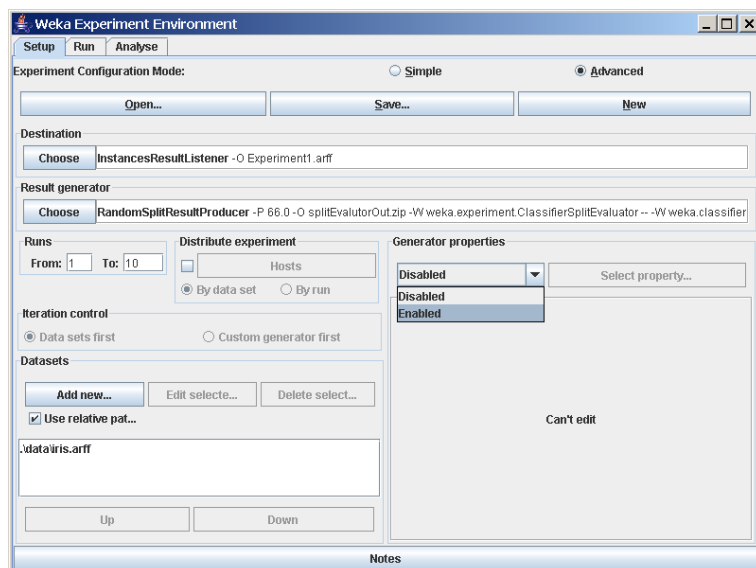 Weka Experiment Environment
Setup Run Analyse
Experiment Configuration Mode: Simple Advanced
Open... Save... New
Destination
Choose InstancesResultListener -O Experiment1.arff
Result generator
Choose RandomSplitResultProducer -P 66.0 -O splitEvalutorOut.zip -W weka.experiment.ClassifierSplitEvaluator -- -W weka.classifier
Runs
From: 1 To: 10
Distribute experiment
Hosts
By data set By run
Generator properties
Disabled Select property...
Disabled
Enabled
Can't edit
Iteration control
Data sets first Custom generator first
Datasets
Add new... Edit selecte... Delete select...
Use relative pat...
.\data\iris.arff
Up Down
Notes